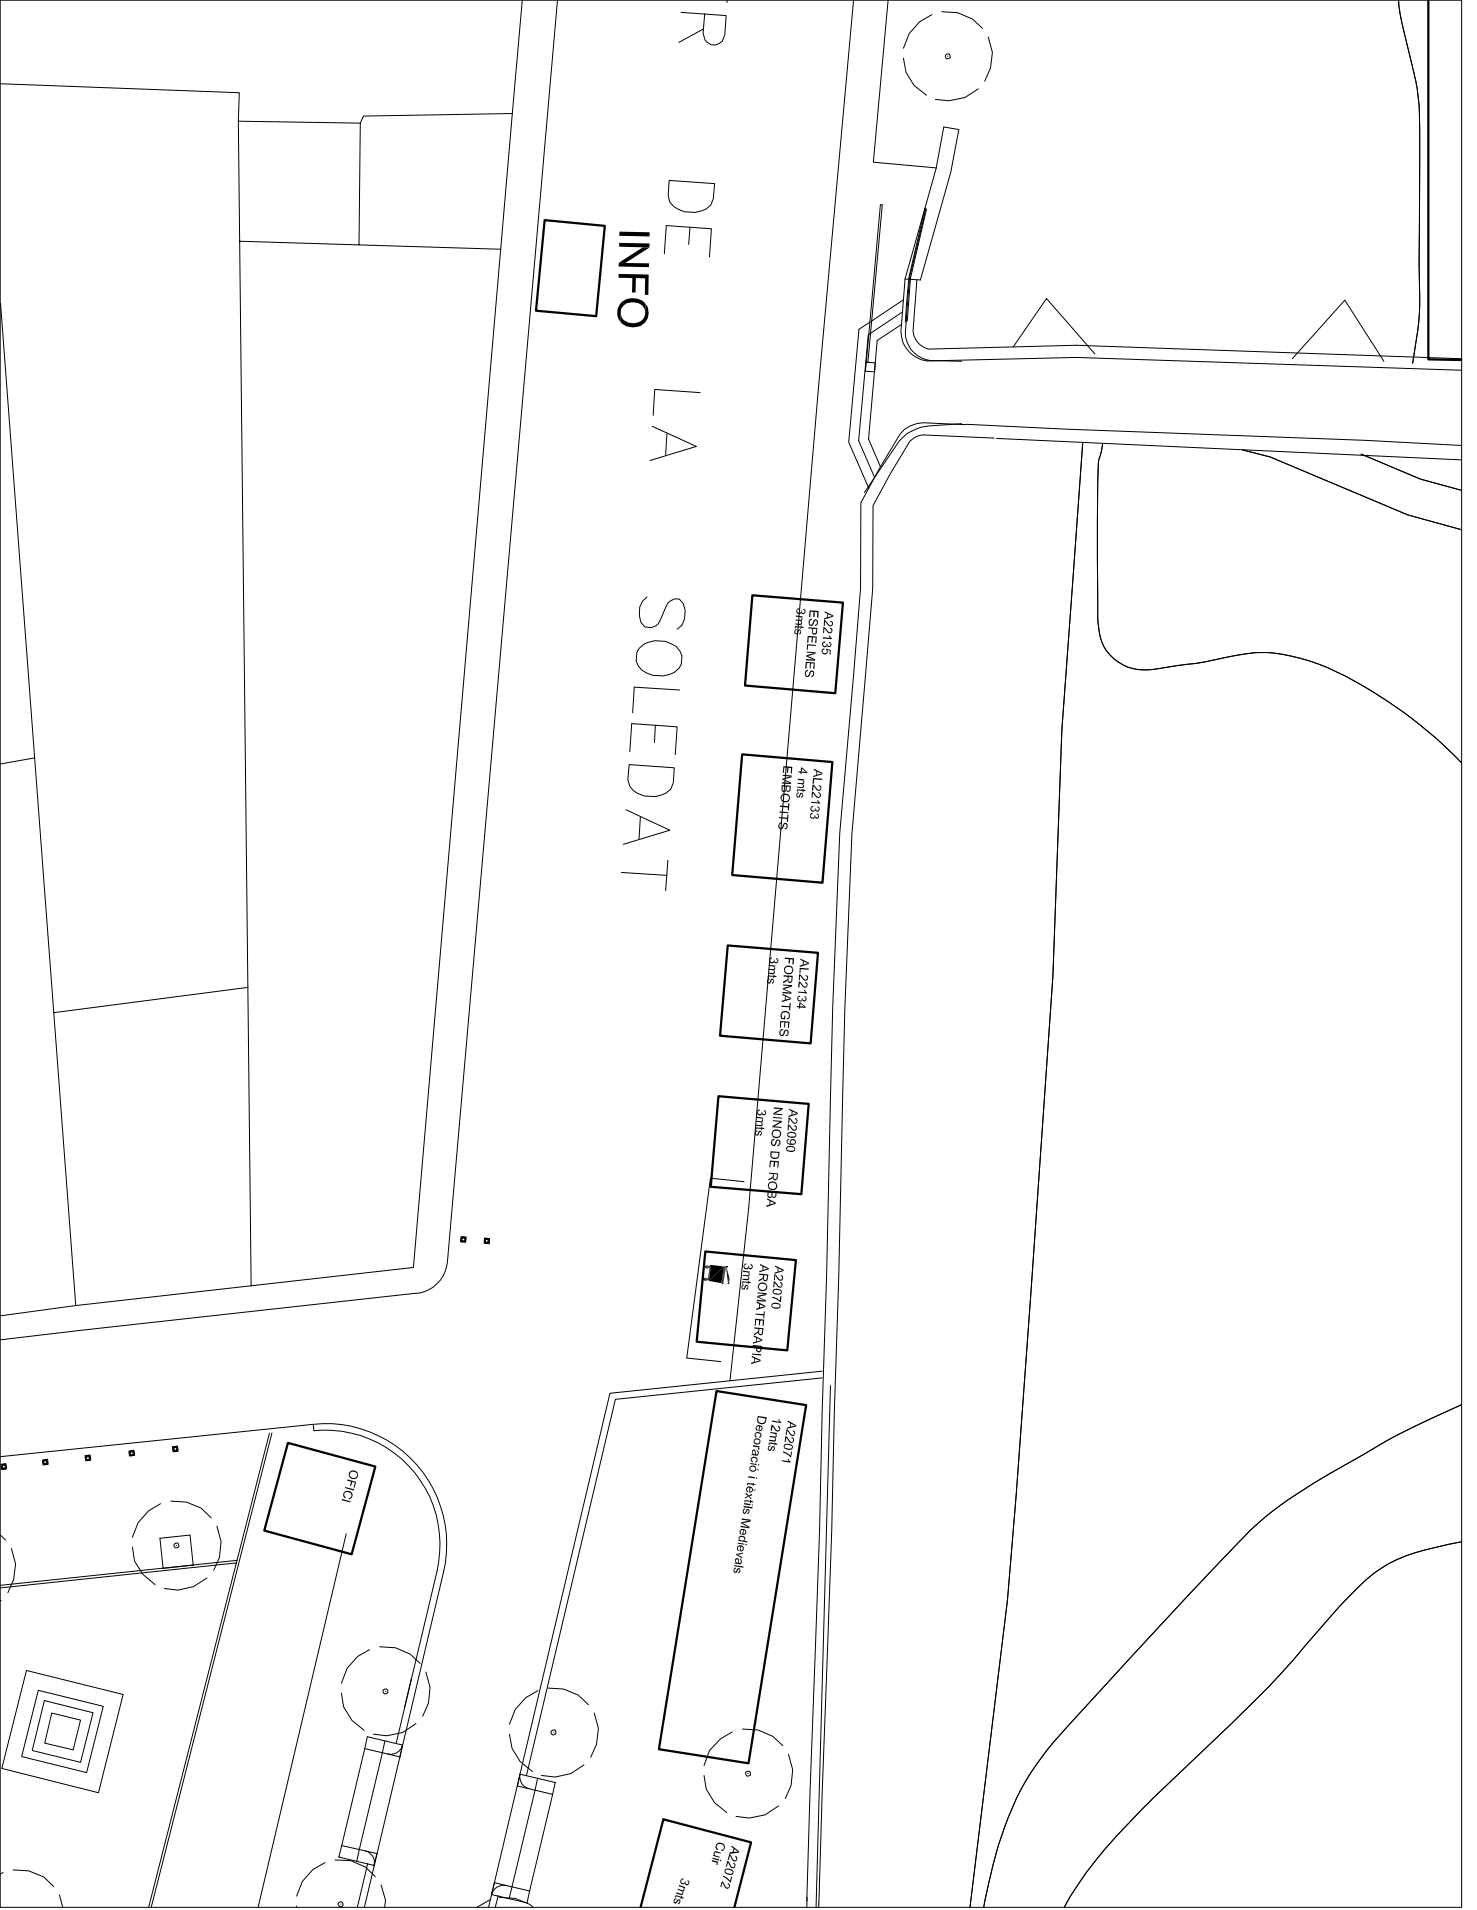 R DE LA SOLEDAT
INFO
A22135
ESPELMES
3mts
AL22133
4 mts
EMBOTITS
AL22134
FORMATGES
3mts
A22090
NINOS DE ROBA
3mts
A22070
AROMATERAPIA
3mts
A22071
12mts
Decoració i tèxtils Medievals
OFICI
A22072
Cuir
3mts